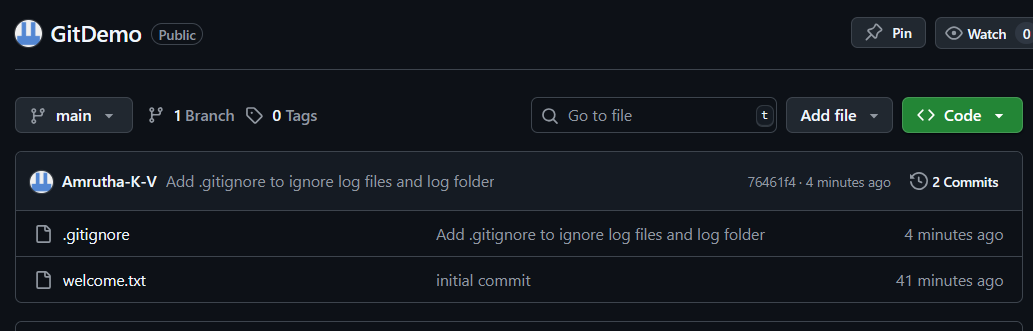 GitDemo Public Pin Watch 0
main 1 Branch 0 Tags Go to file t Add file Code
Amrutha-K-V Add .gitignore to ignore log files and log folder 76461f4 · 4 minutes ago 2 Commits
.gitignore Add .gitignore to ignore log files and log folder 4 minutes ago
welcome.txt initial commit 41 minutes ago